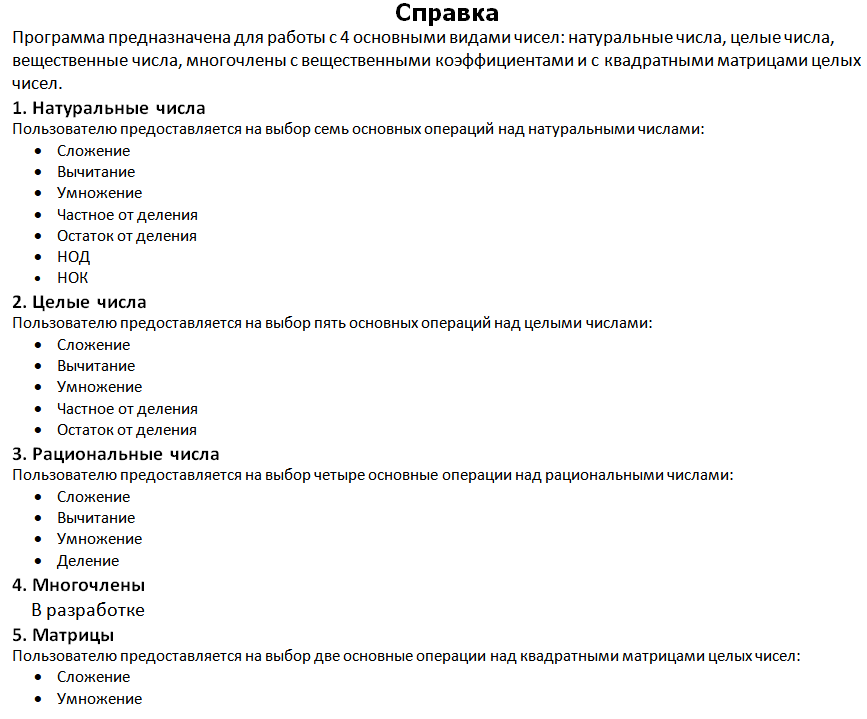 Справка
Программа предназначена для работы с 4 основными видами чисел: натуральные числа, целые числа,
вещественные числа, многочлены с вещественными коэффициентами и с квадратными матрицами целых
чисел.
1. Натуральные числа
Пользователю предоставляется на выбор семь основных операций над натуральными числами:
• Сложение
• Вычитание
• Умножение
• Частное от деления
• Остаток от деления
• НОД
• НОК
2. Целые числа
Пользователю предоставляется на выбор пять основных операций над целыми числами:
• Сложение
• Вычитание
• Умножение
• Частное от деления
• Остаток от деления
3. Рациональные числа
Пользователю предоставляется на выбор четыре основные операции над рациональными числами:
• Сложение
• Вычитание
• Умножение
• Деление
4. Многочлены
В разработке
5. Матрицы
Пользователю предоставляется на выбор две основные операции над квадратными матрицами целых чисел:
• Сложение
• Умножение